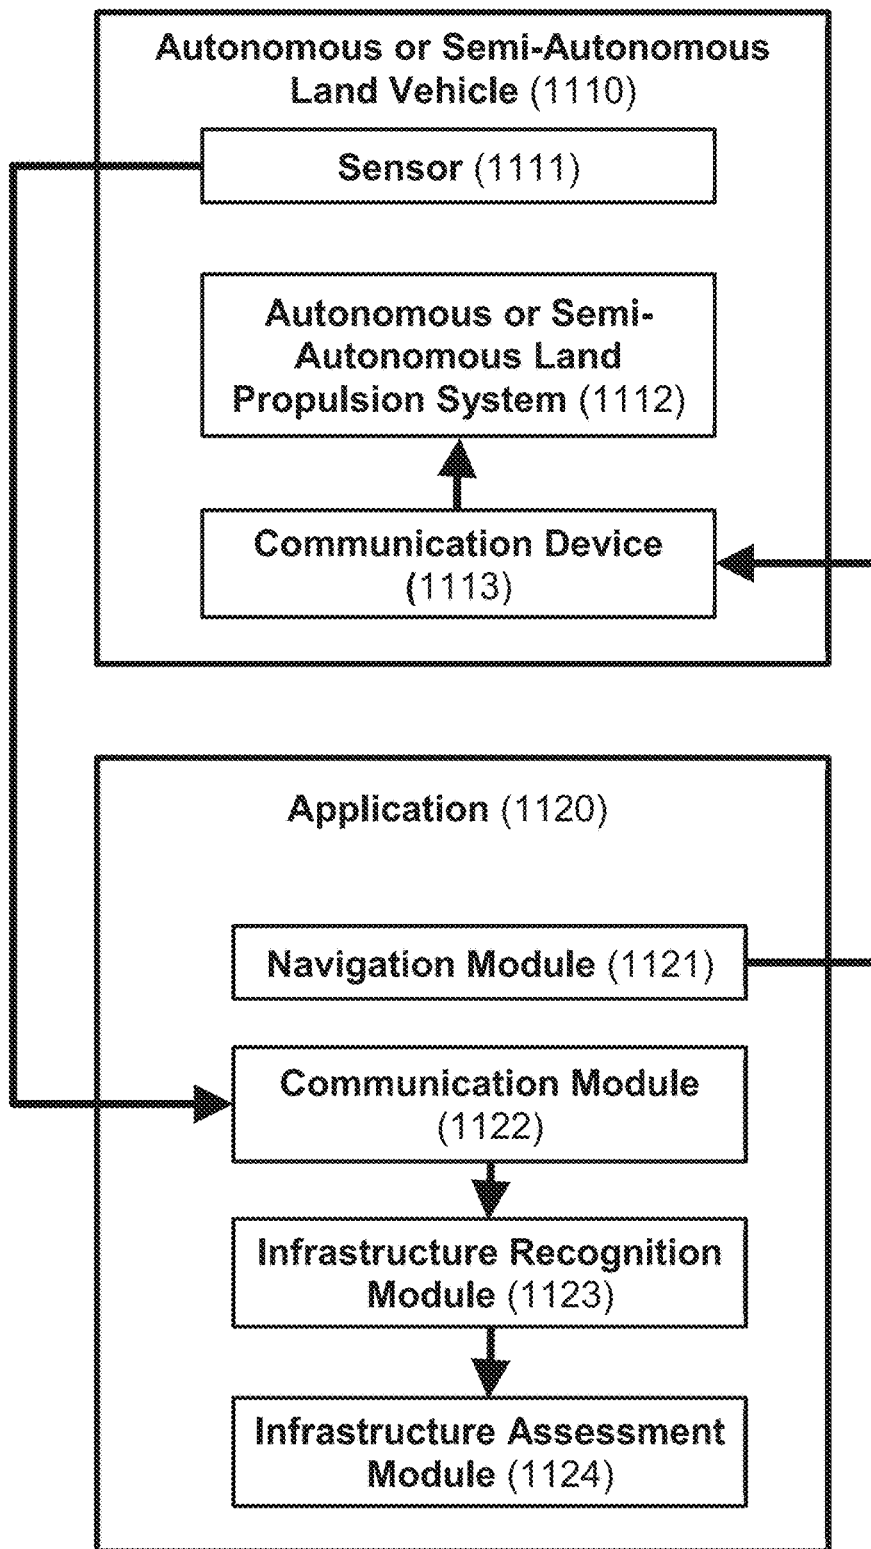 Autonomous or Semi-Autonomous
Land Vehicle (1110)
Sensor (1111)
Autonomous or Semi-
Autonomous Land
Propulsion System (1112)
Communication Device
(1113)
Application (1120)
Navigation Module (1121)
Communication Module
(1122)
Infrastructure Recognition
Module (1123)
Infrastructure Assessment
Module (1124)